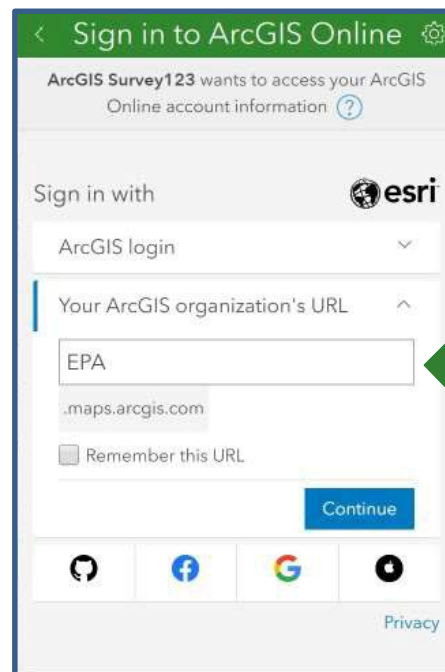 Sign in to ArcGIS Online
ArcGIS Survey123 wants to access your ArcGIS
Online account information ?
Sign in with
esri
ArcGIS login
Your ArcGIS organization's URL
EPA
.maps.arcgis.com
Remember this URL
Continue
Privacy